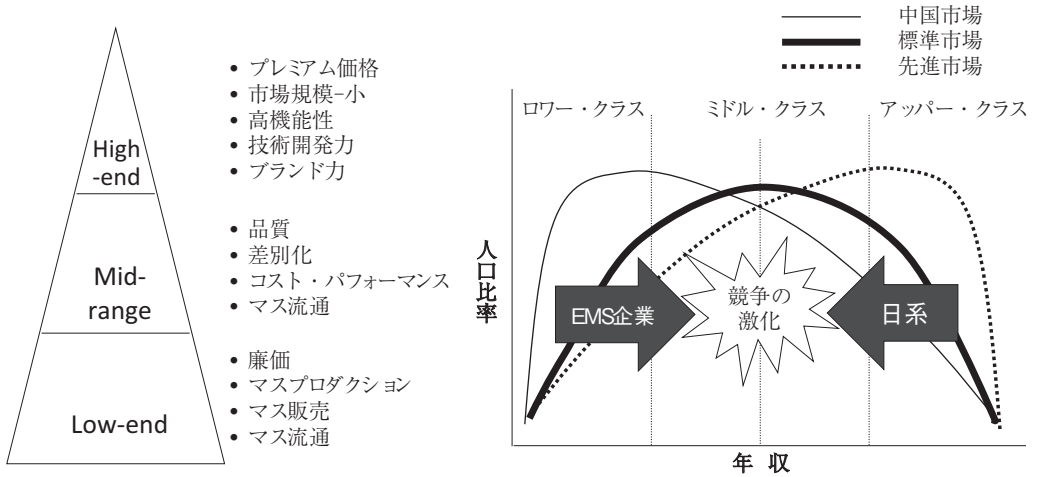 High
-end
• プレミアム価格
• 市場規模−小
• 高機能性
• 技術開発力
• ブランド力
Mid-
range
• 品質
• 差別化
• コスト・パフォーマンス
• マス流通
Low-end
• 廉価
• マスプロダクション
• マス販売
• マス流通
中国市場
標準市場
先進市場
ロワー・クラス
ミドル・クラス
アッパー・クラス
人口比率
EMS企業
競争の
激化
日系
年 収